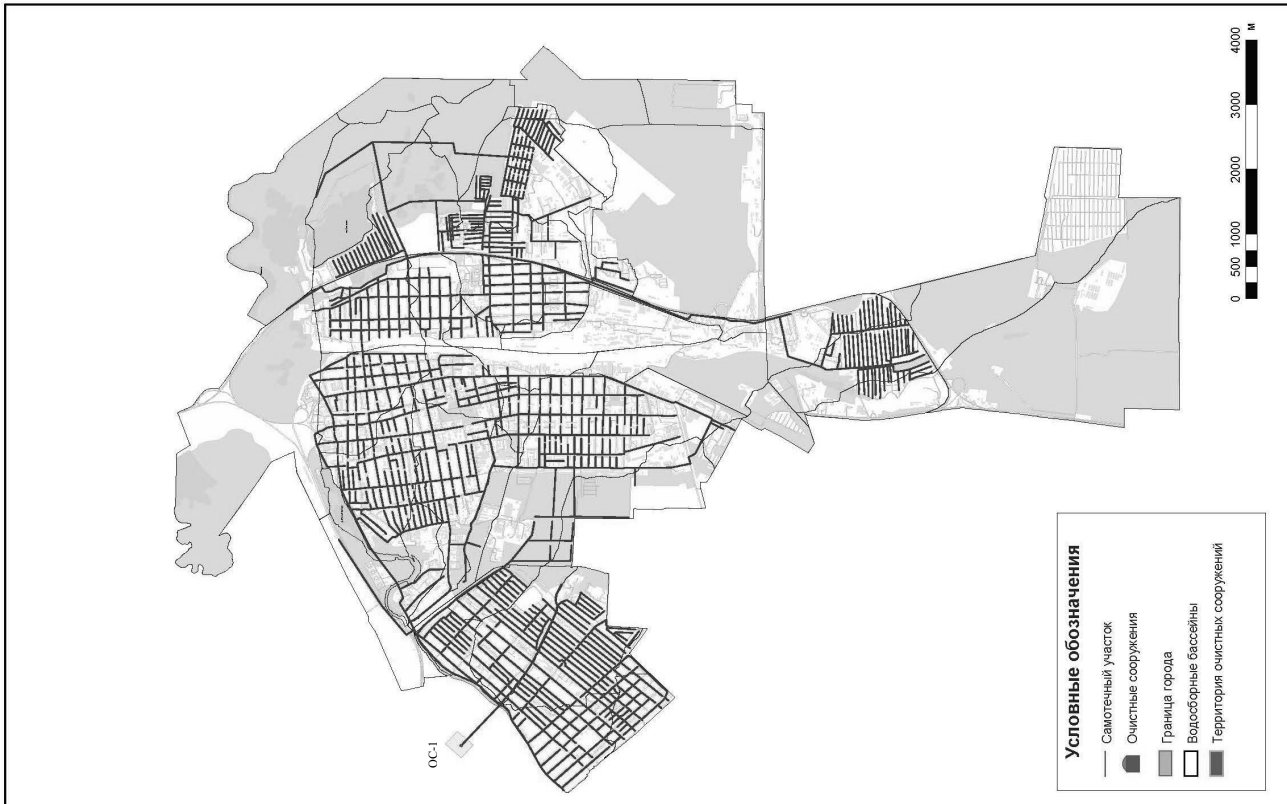 Условные обозначения
Самотечный участок
Очистные сооружения
Граница города
Водосборные бассейны
Территория очистных сооружений
ОС-1
0 500 1000 2000 3000 4000
м